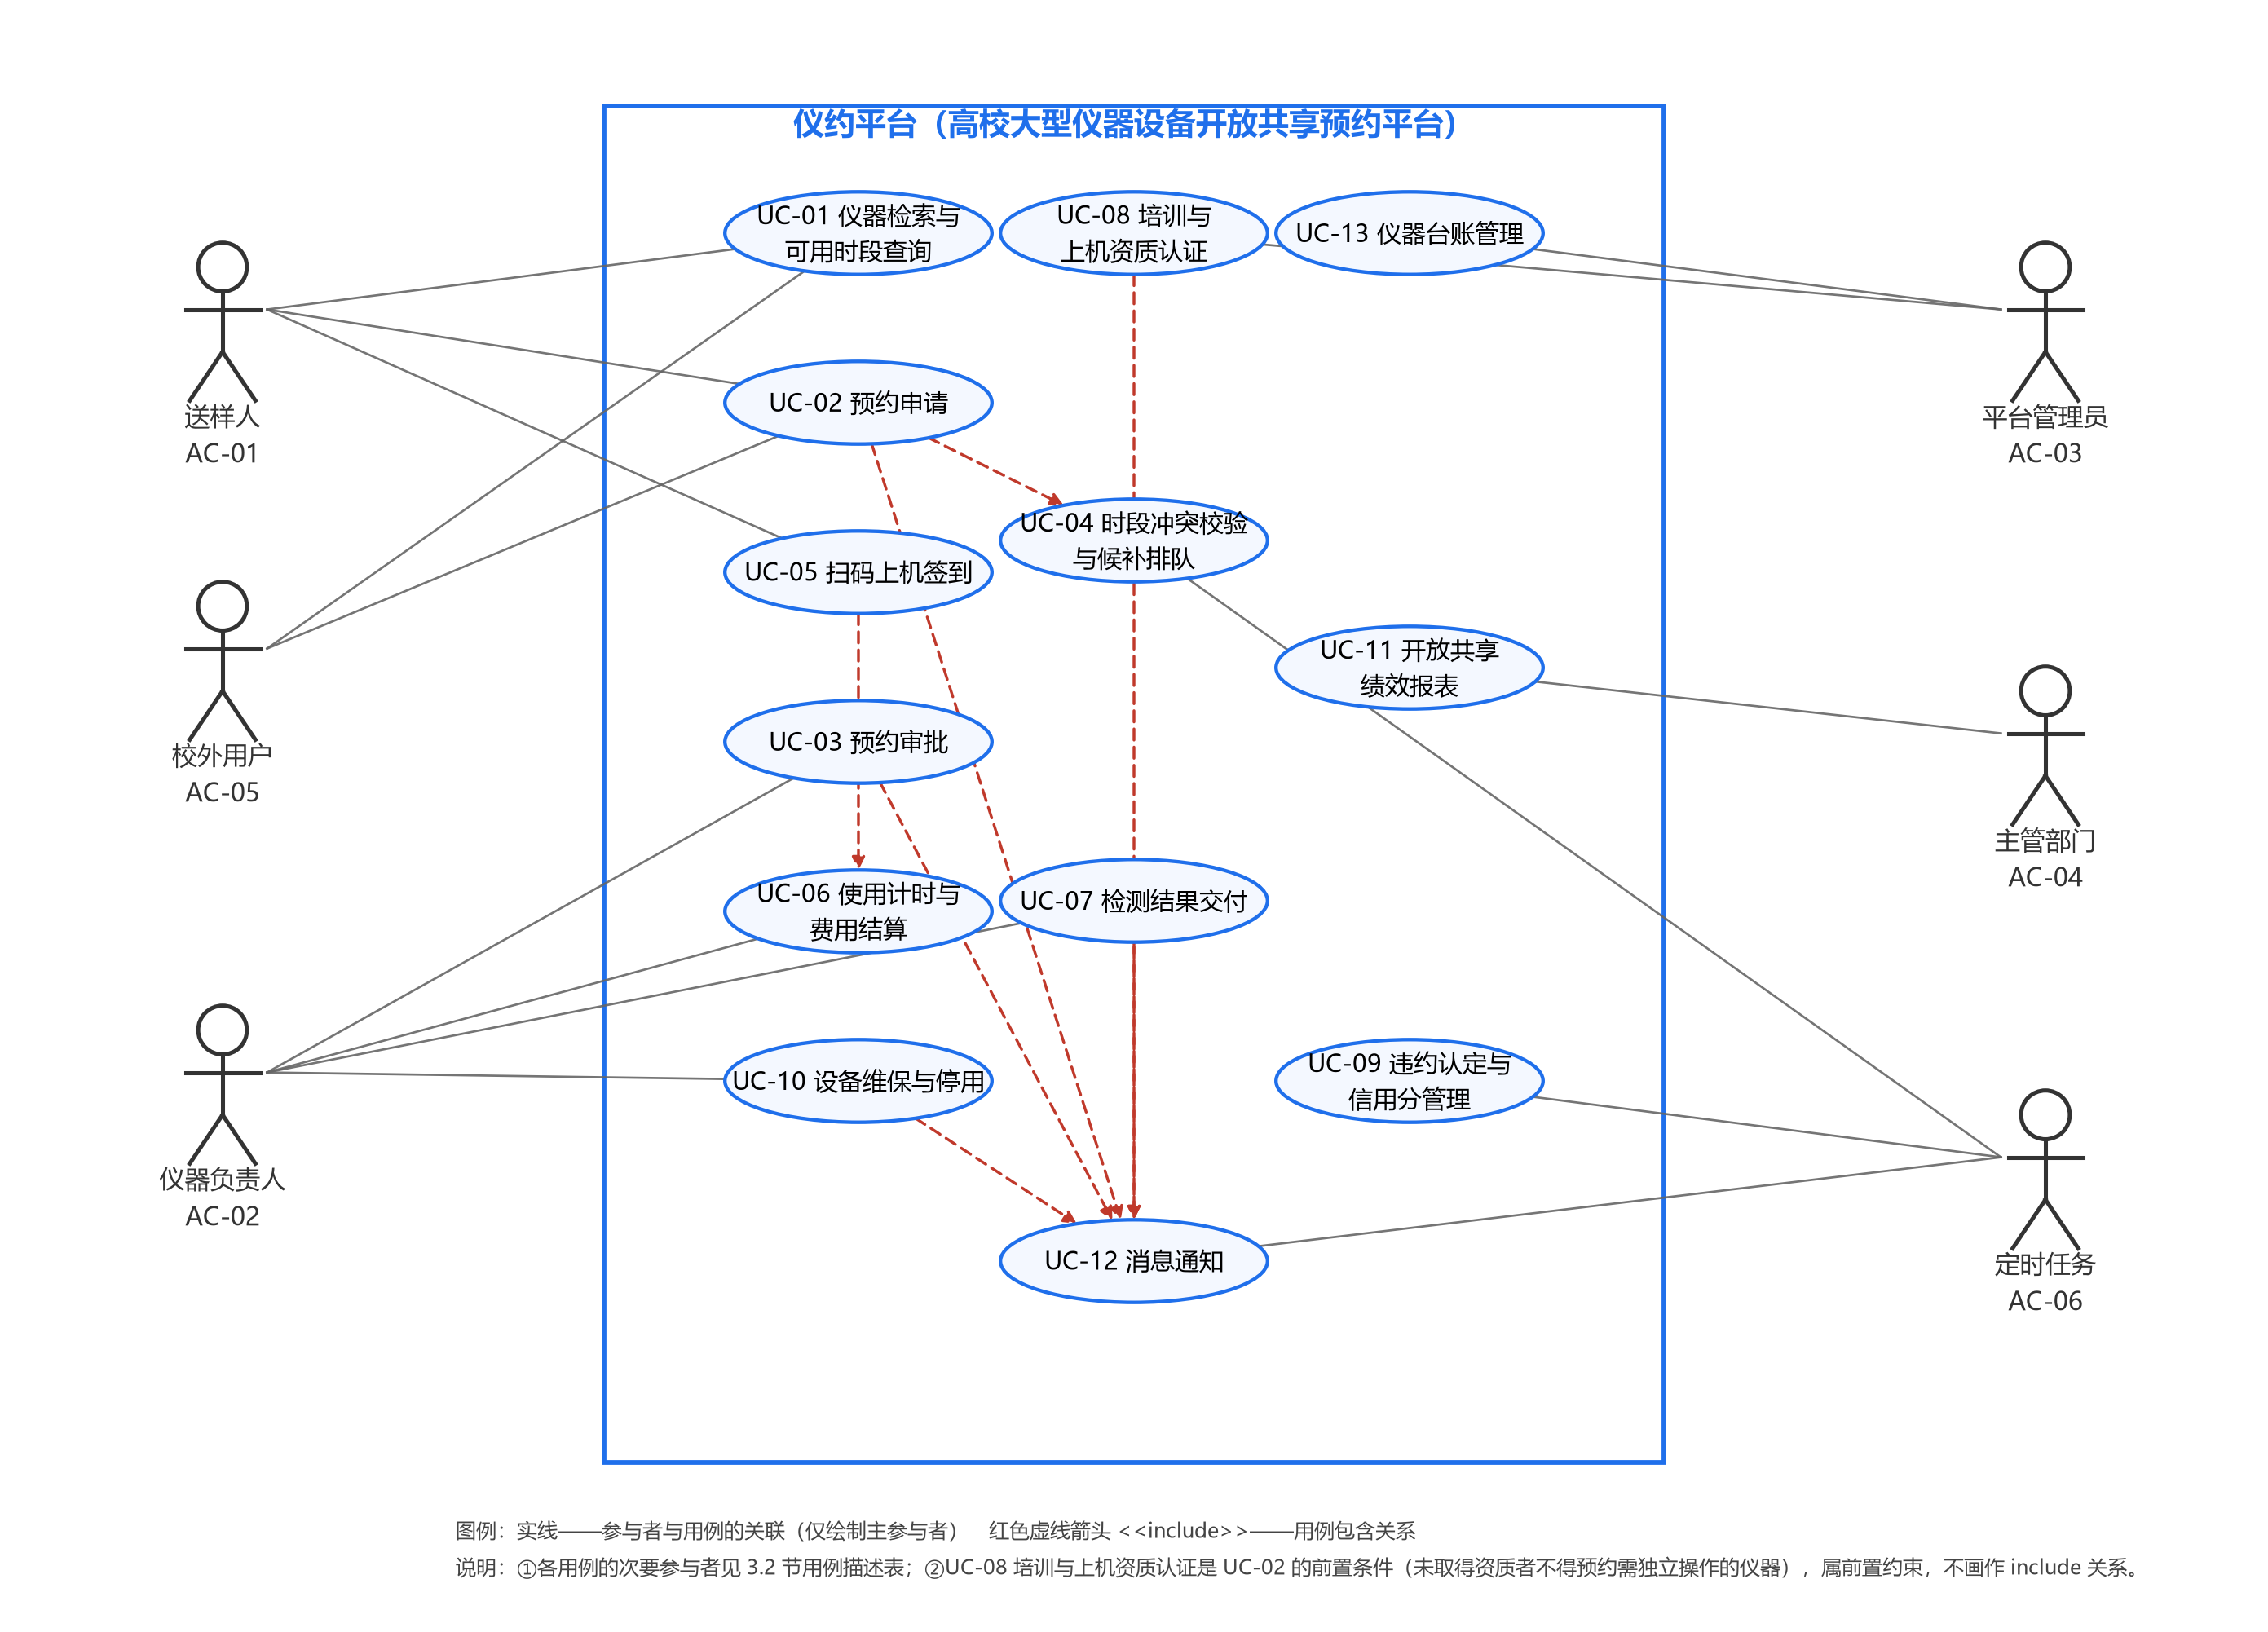 仪约平台（高校大型仪器设备开放共享预约平台）
UC-01 仪器检索与
可用时段查询
UC-08 培训与
上机资质认证
UC-13 仪器台账管理
送样人
AC-01
平台管理员
AC-03
UC-02 预约申请
UC-04 时段冲突校验
与候补排队
UC-05 扫码上机签到
UC-11 开放共享
绩效报表
校外用户
AC-05
UC-03 预约审批
主管部门
AC-04
UC-06 使用计时与
费用结算
UC-07 检测结果交付
UC-10 设备维保与停用
UC-09 违约认定与
信用分管理
仪器负责人
AC-02
UC-12 消息通知
定时任务
AC-06
图例：实线——参与者与用例的关联（仅绘制主参与者） 红色虚线箭头 <<include>>——用例包含关系
说明：①各用例的次要参与者见 3.2 节用例描述表；②UC-08 培训与上机资质认证是 UC-02 的前置条件（未取得资质者不得预约需独立操作的仪器），属前置约束，不画作 include 关系。